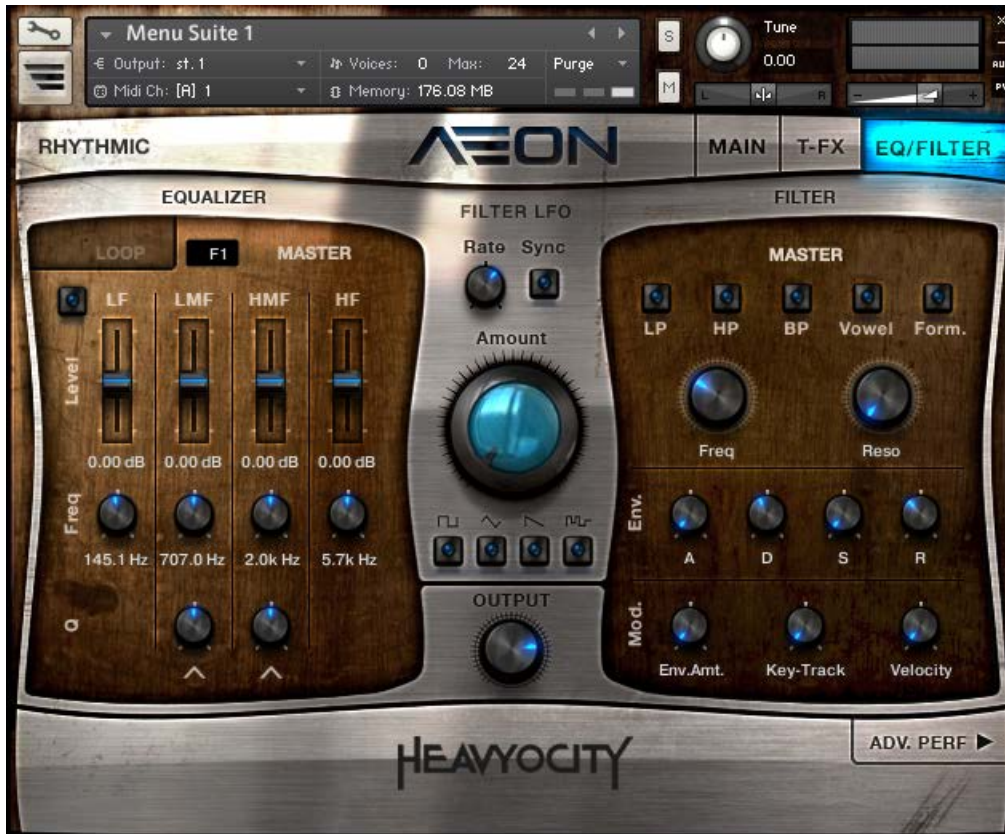 Menu Suite 1
S
Tune
0.00
Output: st. 1
Voices: 0 Max: 24
Purge
Midi Ch: [A] 1
Memory: 176.08 MB
M
L
R
- +
AU
RHYTHMIC
AEON
MAIN
T-FX
EQ/FILTER
EQUALIZER
FILTER LFO
FILTER
LOOP
F1
MASTER
Rate
Sync
MASTER
LF
LMF
HMF
HF
LP
HP
BP
Vowel
Form.
Level
Amount
0.00 dB
0.00 dB
0.00 dB
0.00 dB
Freq
Reso
Freq
145.1 Hz
707.0 Hz
2.0k Hz
5.7k Hz
Env.
A
D
S
R
Q
OUTPUT
Mod.
Env.Amt.
Key-Track
Velocity
HEAVYOCITY
ADV. PERF